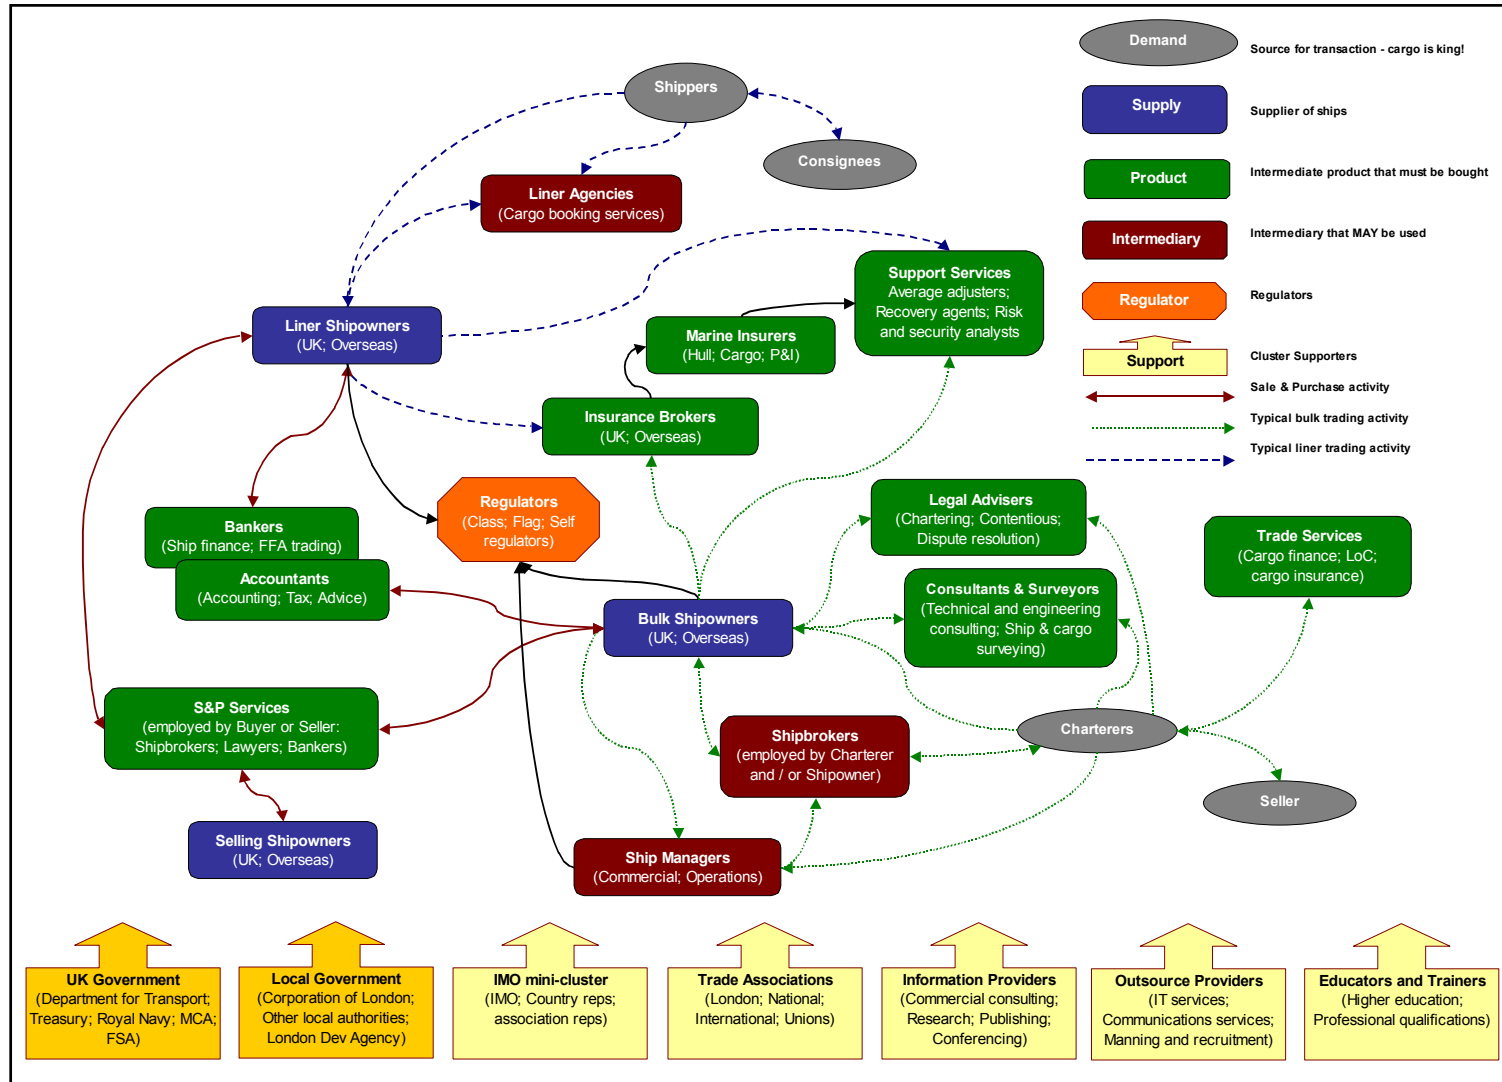 Demand
Source for transaction - cargo is king!
Shippers
Supply
Supplier of ships
Consignees
Product
Intermediate product that must be bought
Liner Agencies
(Cargo booking services)
Intermediary
Intermediary that MAY be used
Support Services
Average adjusters;
Recovery agents; Risk
and security analysts
Regulator
Regulators
Liner Shipowners
(UK; Overseas)
Marine Insurers
(Hull; Cargo; P&I)
Support
Cluster Supporters
Sale & Purchase activity
Insurance Brokers
(UK; Overseas)
Typical bulk trading activity
Typical liner trading activity
Regulators
(Class; Flag; Self
regulators)
Legal Advisers
(Chartering; Contentious;
Dispute resolution)
Bankers
(Ship finance; FFA trading)
Trade Services
(Cargo finance; LoC;
cargo insurance)
Accountants
(Accounting; Tax; Advice)
Consultants & Surveyors
(Technical and engineering
consulting; Ship & cargo
surveying)
Bulk Shipowners
(UK; Overseas)
S&P Services
(employed by Buyer or Seller:
Shipbrokers; Lawyers; Bankers)
Shipbrokers
(employed by Charterer
and / or Shipowner)
Charterers
Seller
Selling Shipowners
(UK; Overseas)
Ship Managers
(Commercial; Operations)
UK Government
(Department for Transport;
Treasury; Royal Navy; MCA;
FSA)
Local Government
(Corporation of London;
Other local authorities;
London Dev Agency)
IMO mini-cluster
(IMO; Country reps;
association reps)
Trade Associations
(London; National;
International; Unions)
Information Providers
(Commercial consulting;
Research; Publishing;
Conferencing)
Outsource Providers
(IT services;
Communications services;
Manning and recruitment)
Educators and Trainers
(Higher education;
Professional qualifications)